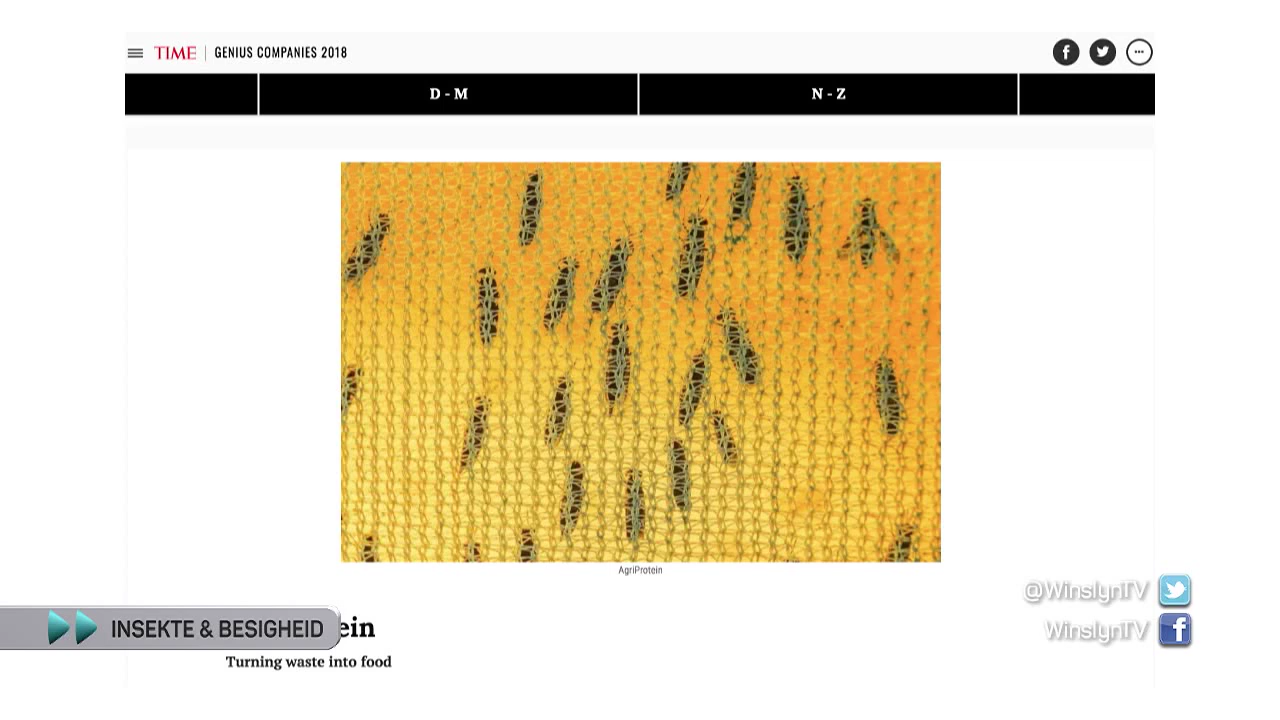 TIME | GENIUS COMPANIES 2018
D - M
N - Z
AgriProtein
@WinslynTV
WinslynTV
INSEKTE & BESIGHEID
ein
Turning waste into food